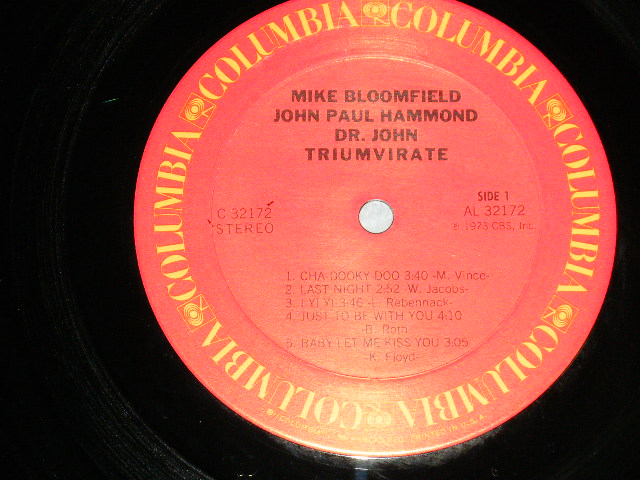 COLUMBIA COLUMBIA COLUMBIA COLUMBIA COLUMBIA COLUMBIA
MIKE BLOOMFIELD
JOHN PAUL HAMMOND
DR. JOHN
TRIUMVIRATE
C 32172
STEREO
SIDE 1
AL 32172
℗ 1973 CBS, Inc.
1. CHA-DOOKY-DOO 3:40 -M. Vince-
2. LAST NIGHT 2:52 -W. Jacobs-
3. I YI YI 3:46 -L. Rebennack-
4. JUST TO BE WITH YOU 4:10
-B. Roth-
5. BABY LET ME KISS YOU 3:05
-K. Floyd-
PRINTED IN U.S.A.